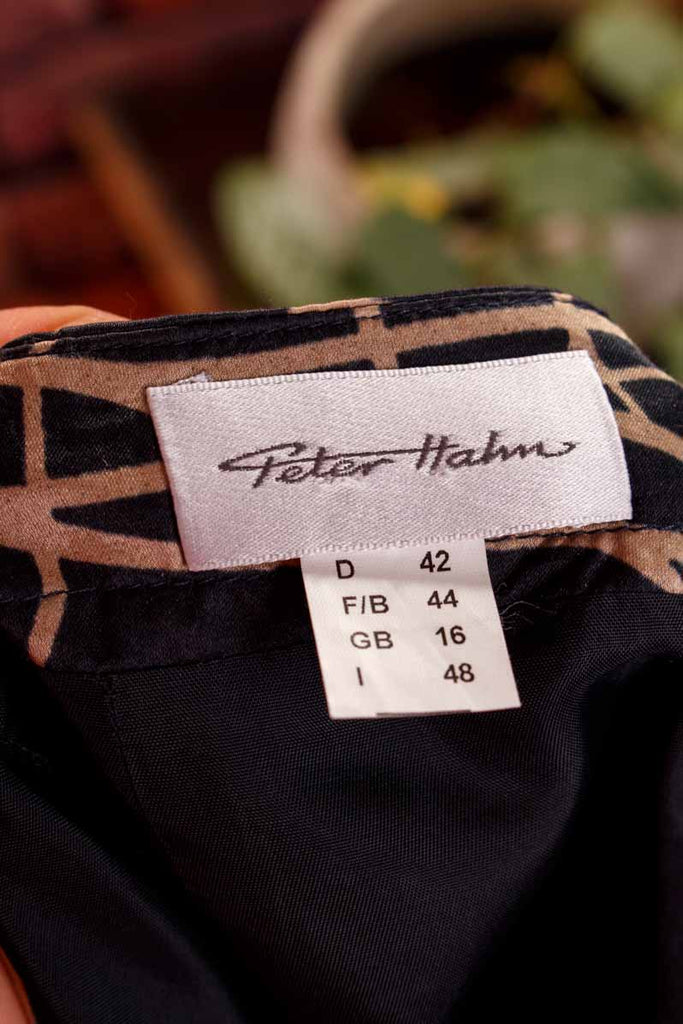 Peter Hahn
D 42
F/B 44
GB 16
I 48